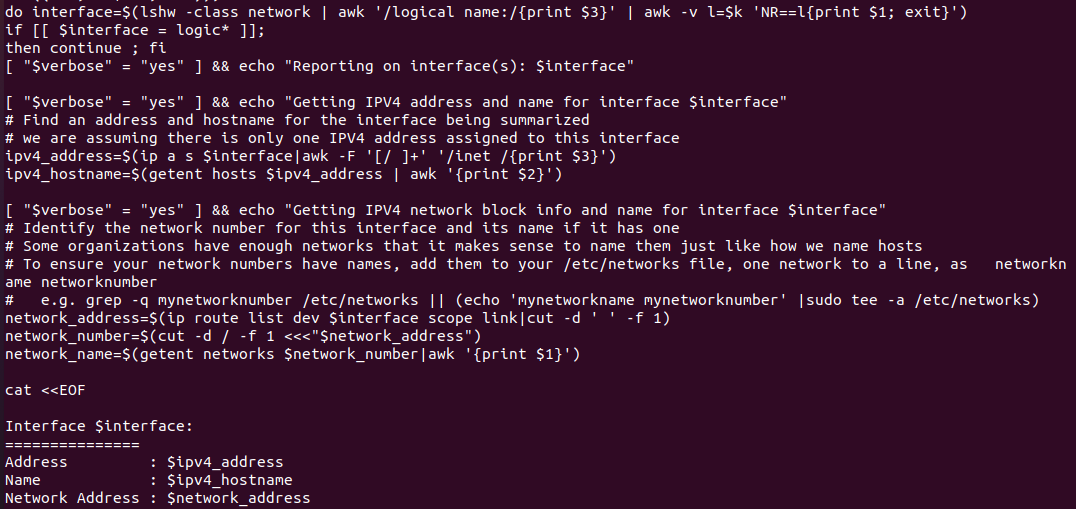 do interface=$(lshw -class network | awk '/logical name:/{print $3}' | awk -v l=$k 'NR==l{print $1; exit}')
if [[ $interface = logic* ]];
then continue ; fi
[ "$verbose" = "yes" ] && echo "Reporting on interface(s): $interface"
[ "$verbose" = "yes" ] && echo "Getting IPV4 address and name for interface $interface"
# Find an address and hostname for the interface being summarized
# we are assuming there is only one IPV4 address assigned to this interface
ipv4_address=$(ip a s $interface|awk -F '[/ ]+' '/inet /{print $3}')
ipv4_hostname=$(getent hosts $ipv4_address | awk '{print $2}')
[ "$verbose" = "yes" ] && echo "Getting IPV4 network block info and name for interface $interface"
# Identify the network number for this interface and its name if it has one
# Some organizations have enough networks that it makes sense to name them just like how we name hosts
# To ensure your network numbers have names, add them to your /etc/networks file, one network to a line, as   networkn
ame networknumber
#   e.g. grep -q mynetworknumber /etc/networks || (echo 'mynetworkname mynetworknumber' |sudo tee -a /etc/networks)
network_address=$(ip route list dev $interface scope link|cut -d ' ' -f 1)
network_number=$(cut -d / -f 1 <<<"$network_address")
network_name=$(getent networks $network_number|awk '{print $1}')
cat <<EOF
Interface $interface:
===============
Address         : $ipv4_address
Name            : $ipv4_hostname
Network Address : $network_address